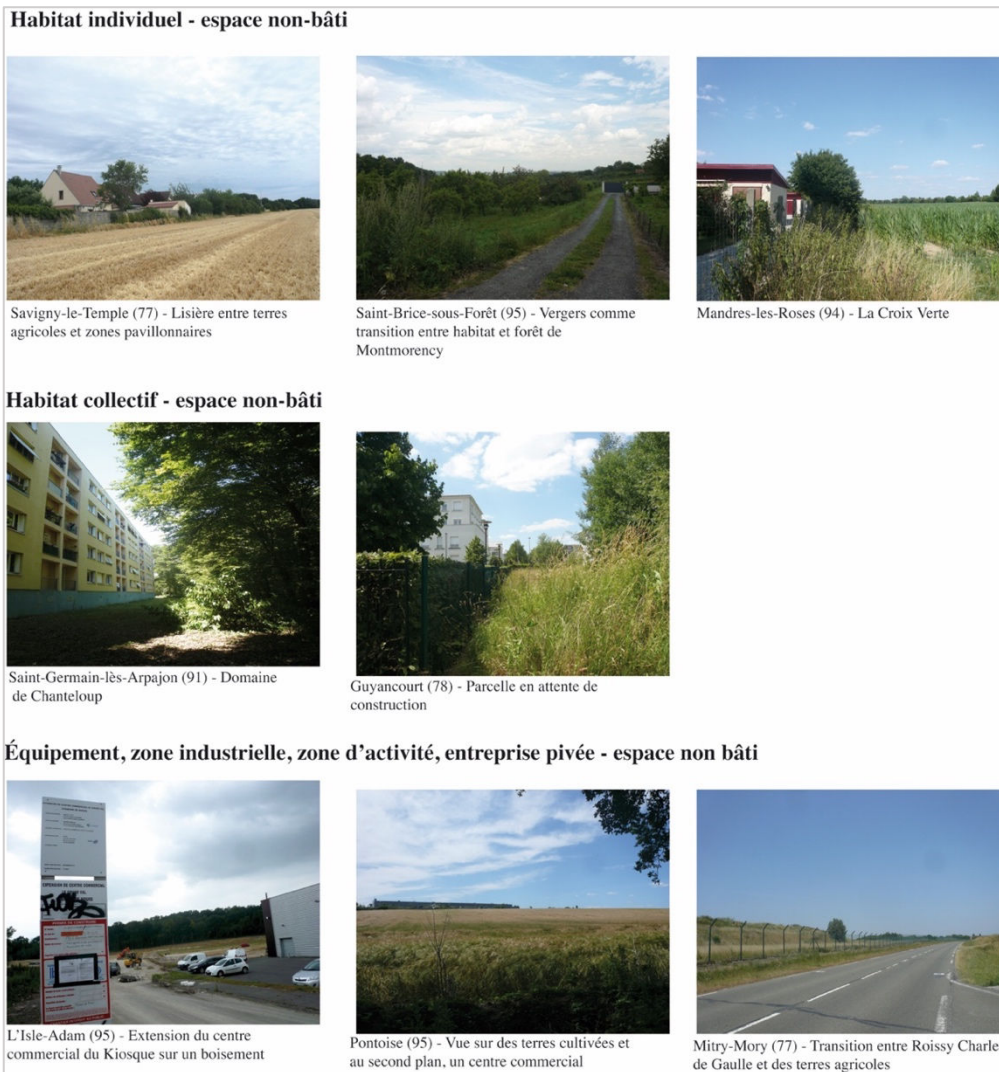 Habitat individuel - espace non-bâti
Savigny-le-Temple (77) - Lisière entre terres
agricoles et zones pavillonnaires
Saint-Brice-sous-Forêt (95) - Vergers comme
transition entre habitat et forêt de
Montmorency
Mandres-les-Roses (94) - La Croix Verte
Habitat collectif - espace non-bâti
Saint-Germain-lès-Arpajon (91) - Domaine
de Chanteloup
Guyancourt (78) - Parcelle en attente de
construction
Équipement, zone industrielle, zone d'activité, entreprise pivée - espace non bâti
L'Isle-Adam (95) - Extension du centre
commercial du Kiosque sur un boisement
Pontoise (95) - Vue sur des terres cultivées et
au second plan, un centre commercial
Mitry-Mory (77) - Transition entre Roissy Charle
de Gaulle et des terres agricoles